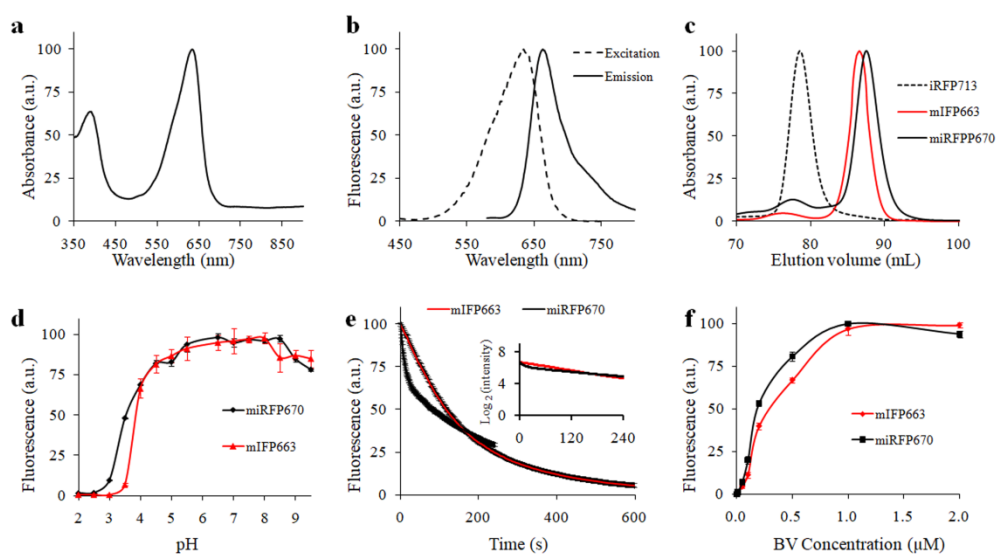 a
Absorbance (a.u.)
100
75
50
25
0
350 450 550 650 750 850
Wavelength (nm)
b
Fluorescence (a.u.)
100
75
50
25
0
450 550 650 750
Wavelength (nm)
Excitation
Emission
c
Absorbance (a.u.)
100
75
50
25
0
70 80 90 100
Elution volume (mL)
iRFP713
mIFP663
miRFPP670
d
Fluorescence (a.u.)
100
75
50
25
0
2 3 4 5 6 7 8 9
pH
miRFP670
mIFP663
e
Fluorescence (a.u.)
100
75
50
25
0
0 200 400 600
Time (s)
mIFP663 miRFP670
Log 2 (intensity)
8
4
0
0 120 240
f
Fluorescence (a.u.)
100
75
50
25
0
0.0 0.5 1.0 1.5 2.0
BV Concentration (μM)
mIFP663
miRFP670